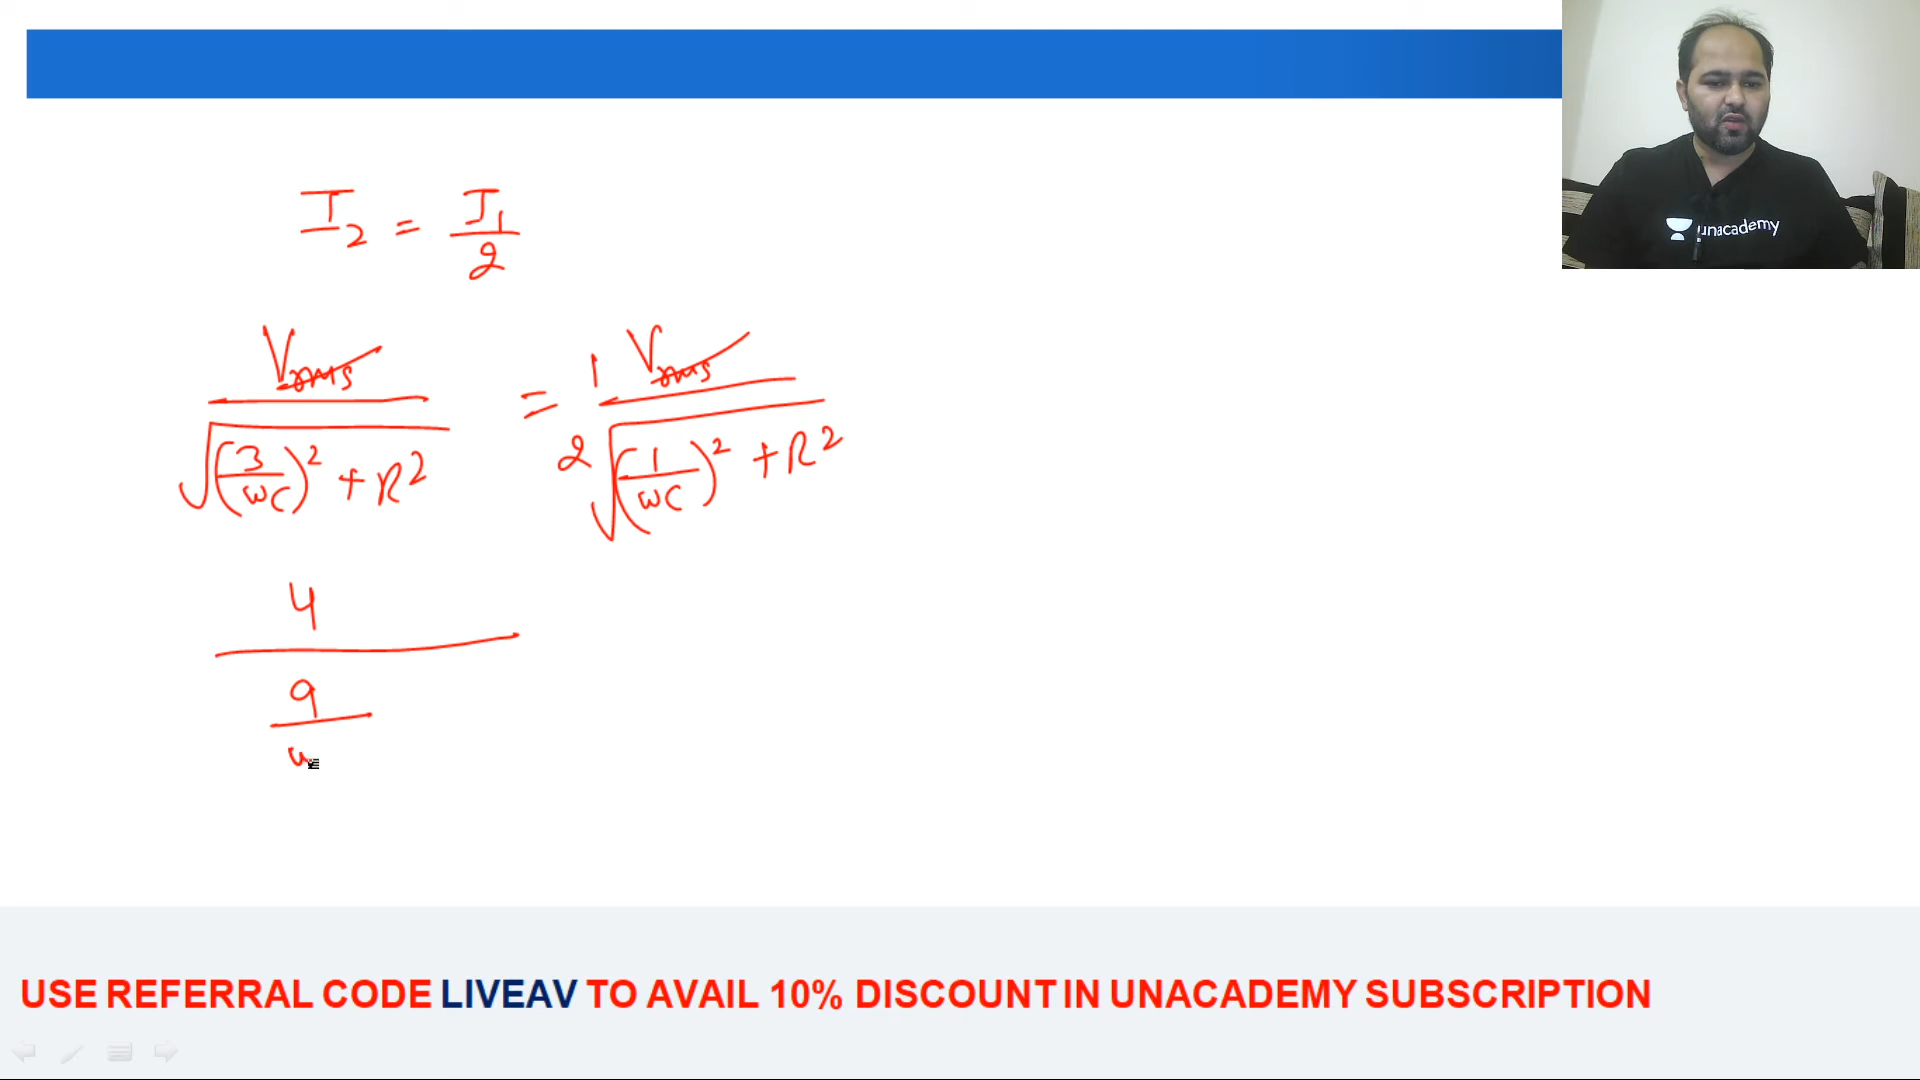 I₂ = I₁/2
Vrms/√((3/ωC)² + R²) = 1 Vrms/2√((1/ωC)² + R²)
4
9
unacademy
USE REFERRAL CODE LIVEAV TO AVAIL 10% DISCOUNT IN UNACADEMY SUBSCRIPTION